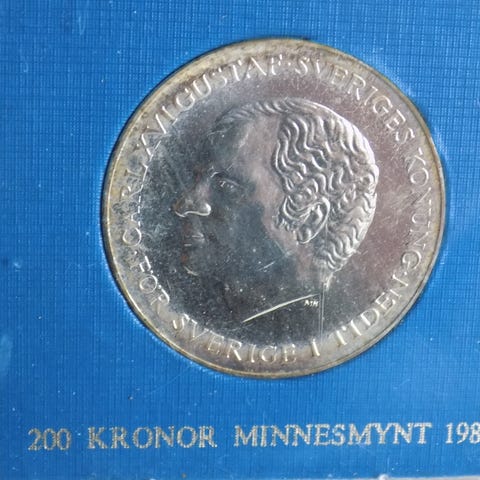 CARL XVI GUSTAF · SVERIGES KONUNG ·
FÖR SVERIGE I TIDEN
200 KRONOR MINNESMYNT 198